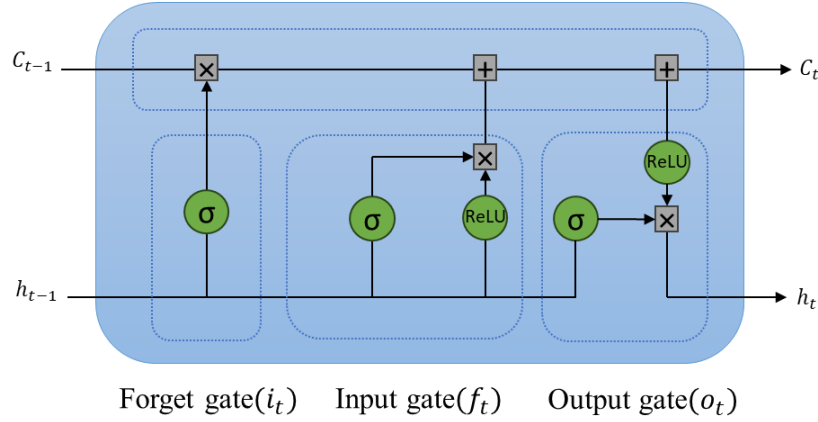 C_{t-1} × + + C_t
× ReLU
σ σ ReLU σ ×
h_{t-1} h_t
Forget gate(i_t) Input gate(f_t) Output gate(o_t)